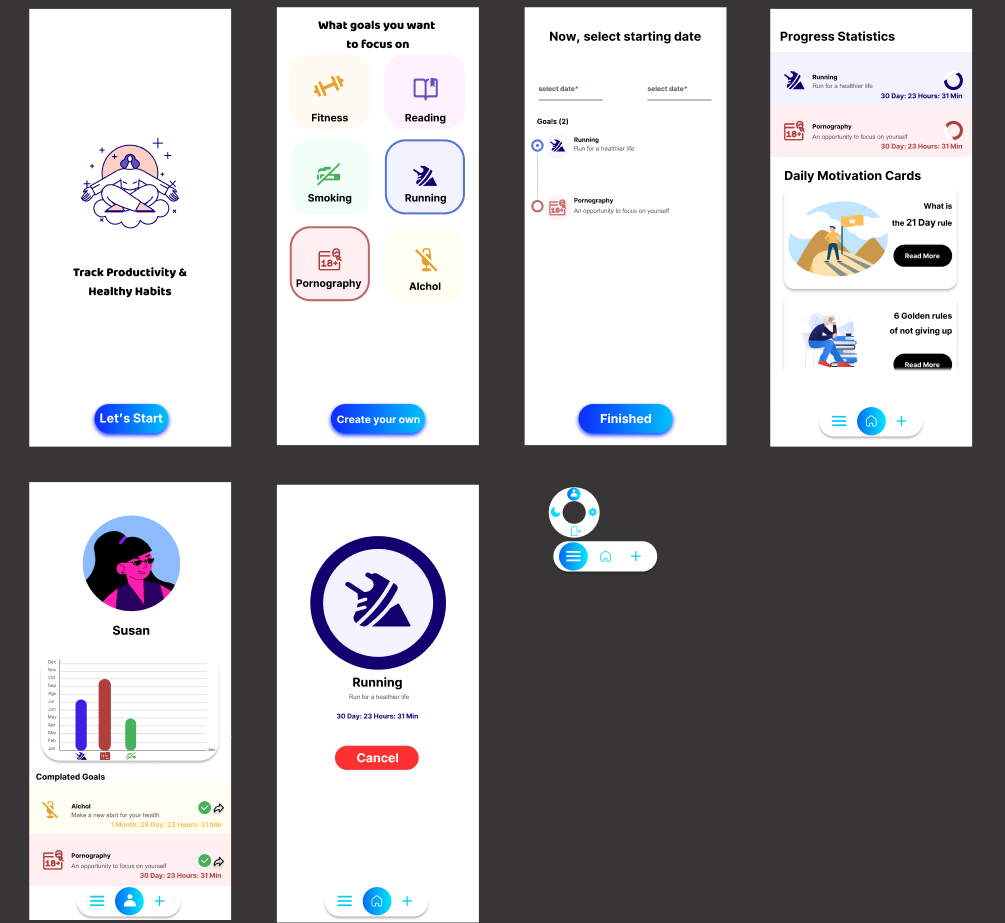 Track Productivity &
Healthy Habits
Let's Start
What goals you want
to focus on
Fitness
Reading
Smoking
Running
18+
Pornography
Alchol
Create your own
Now, select starting date
select date*
select date*
Goals (2)
Running
Run for a healthier life
18+
Pornography
An opportunity to focus on yourself
Finished
Progress Statistics
Running
Run for a healthier life
30 Day: 23 Hours: 31 Min
18+
Pornography
An opportunity to focus on yourself
30 Day: 23 Hours: 31 Min
Daily Motivation Cards
What is
the 21 Day rule
Read More
6 Golden rules
of not giving up
Read More
Susan
Dec
Nov
Oct
Sep
Agu
Jul
Jun
May
Apr
Mar
Feb
Jan
Complated Goals
Alchol
Make a new start for your health
1 Month: 28 Day: 23 Hours: 31 Min
18+
Pornography
An opportunity to focus on yourself
30 Day: 23 Hours: 31 Min
Running
Run for a healthier life
30 Day: 23 Hours: 31 Min
Cancel